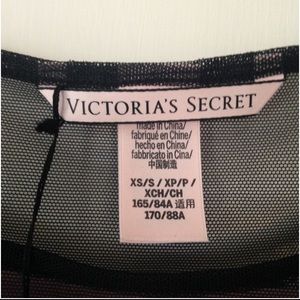 VICTORIA'S SECRET
made in China/
fabriqué en Chine/
hecho en China/
fabbricato in Cina/
中国制造
XS/S / XP/P /
XCH/CH
165/84A 适用
170/88A